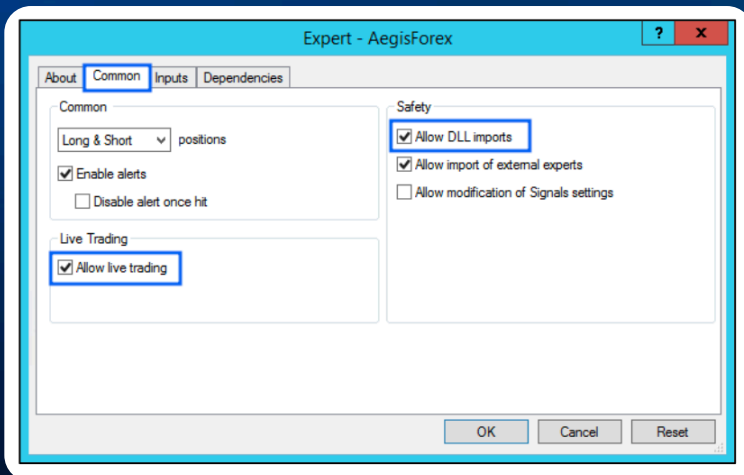 Expert - AegisForex
? x
About Common Inputs Dependencies
Common
Long & Short positions
Enable alerts
Disable alert once hit
Live Trading
Allow live trading
Safety
Allow DLL imports
Allow import of external experts
Allow modification of Signals settings
OK Cancel Reset